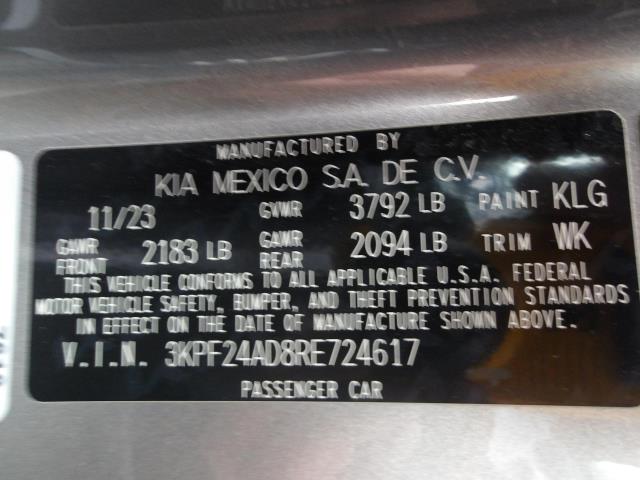 MANUFACTURED BY
KIA MEXICO S.A. DE C.V.
11/23 GVWR 3792 LB PAINT KLG
GAWR FRONT 2183 LB GAWR REAR 2094 LB TRIM WK
THIS VEHICLE CONFORMS TO ALL APPLICABLE U.S.A. FEDERAL
MOTOR VEHICLE SAFETY, BUMPER, AND THEFT PREVENTION STANDARDS
IN EFFECT ON THE DATE OF MANUFACTURE SHOWN ABOVE.
V.I.N. 3KPF24AD8RE724617
PASSENGER CAR